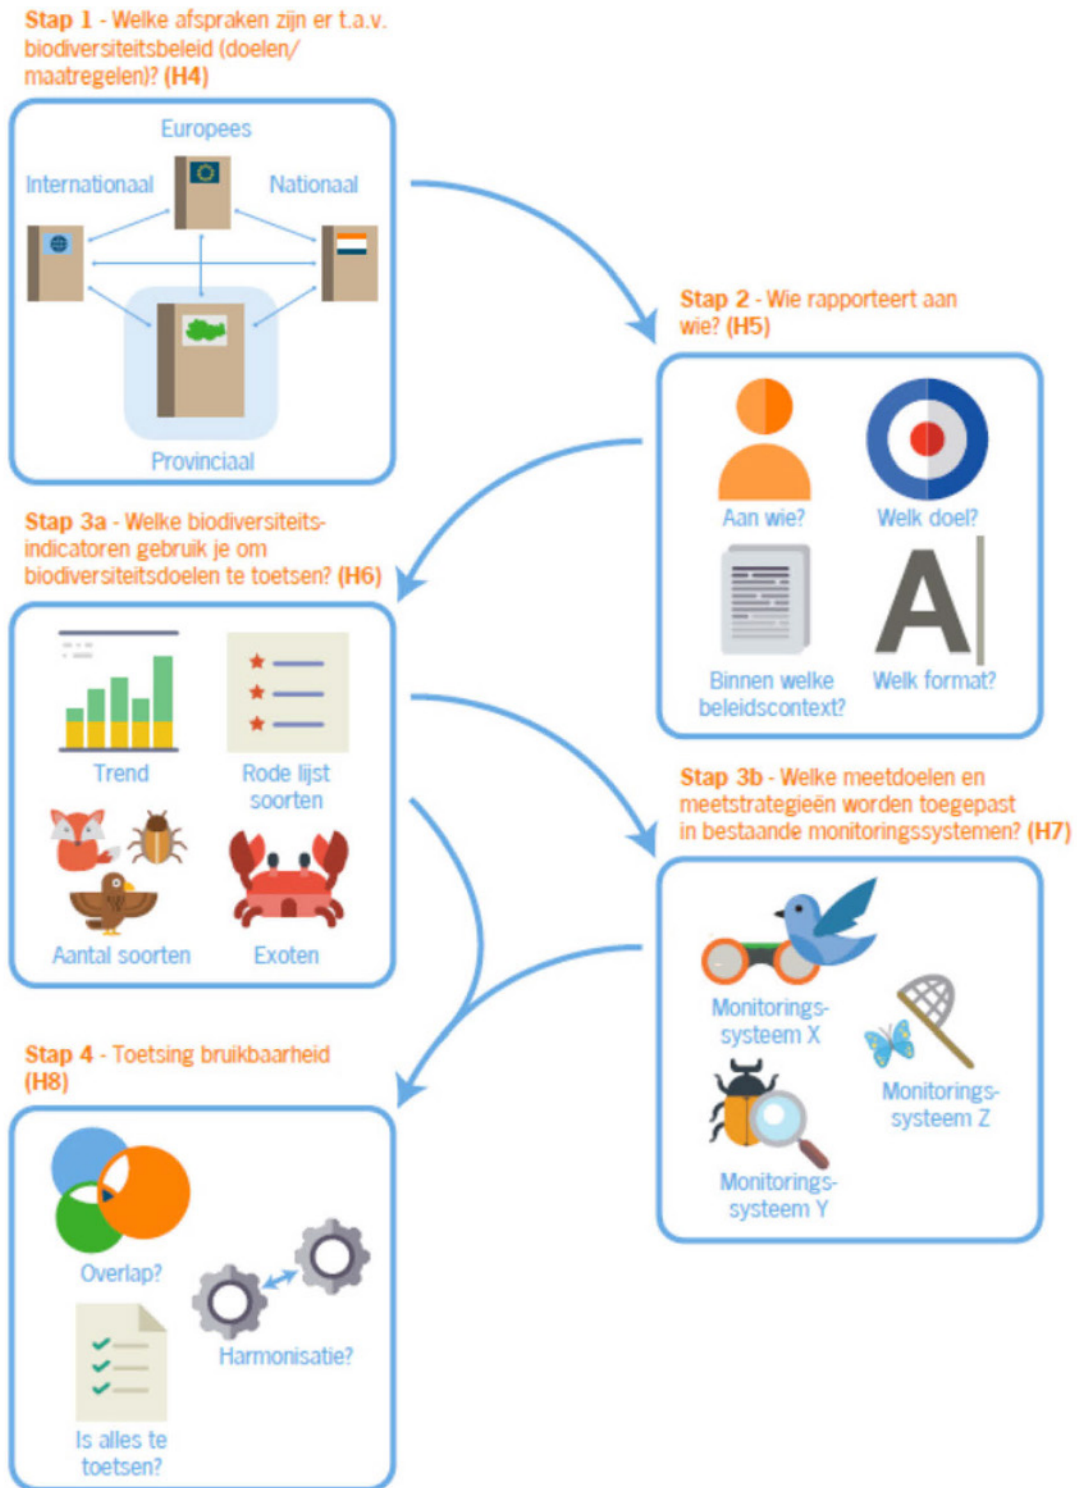 Stap 1 - Welke afspraken zijn er t.a.v.
biodiversiteitsbeleid (doelen/
maatregelen)? (H4)
Europees
Internationaal
Nationaal
Provinciaal
Stap 2 - Wie rapporteert aan
wie? (H5)
Aan wie?
Welk doel?
Binnen welke
beleidscontext?
A
Welk format?
Stap 3a - Welke biodiversiteits-
indicatoren gebruik je om
biodiversiteitsdoelen te toetsen? (H6)
Trend
Rode lijst
soorten
Aantal soorten
Exoten
Stap 3b - Welke meetdoelen en
meetstrategieën worden toegepast
in bestaande monitoringssystemen? (H7)
Monitorings-
systeem X
Monitorings-
systeem Z
Monitorings-
systeem Y
Stap 4 - Toetsing bruikbaarheid
(H8)
Overlap?
Harmonisatie?
Is alles te
toetsen?